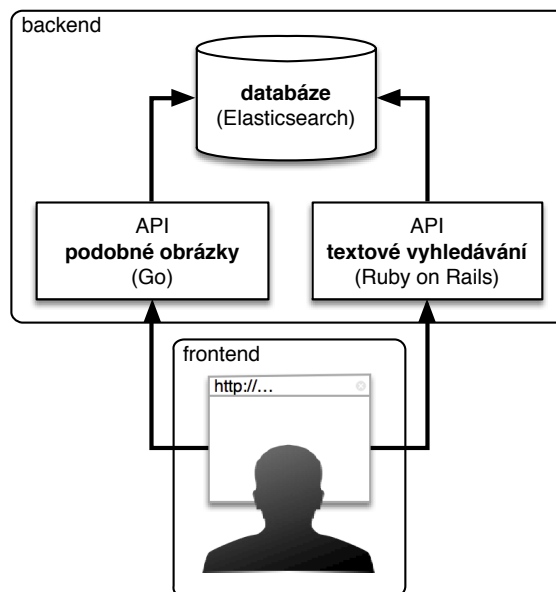 backend
databáze
(Elasticsearch)
API
podobné obrázky
(Go)
API
textové vyhledávání
(Ruby on Rails)
frontend
http://...